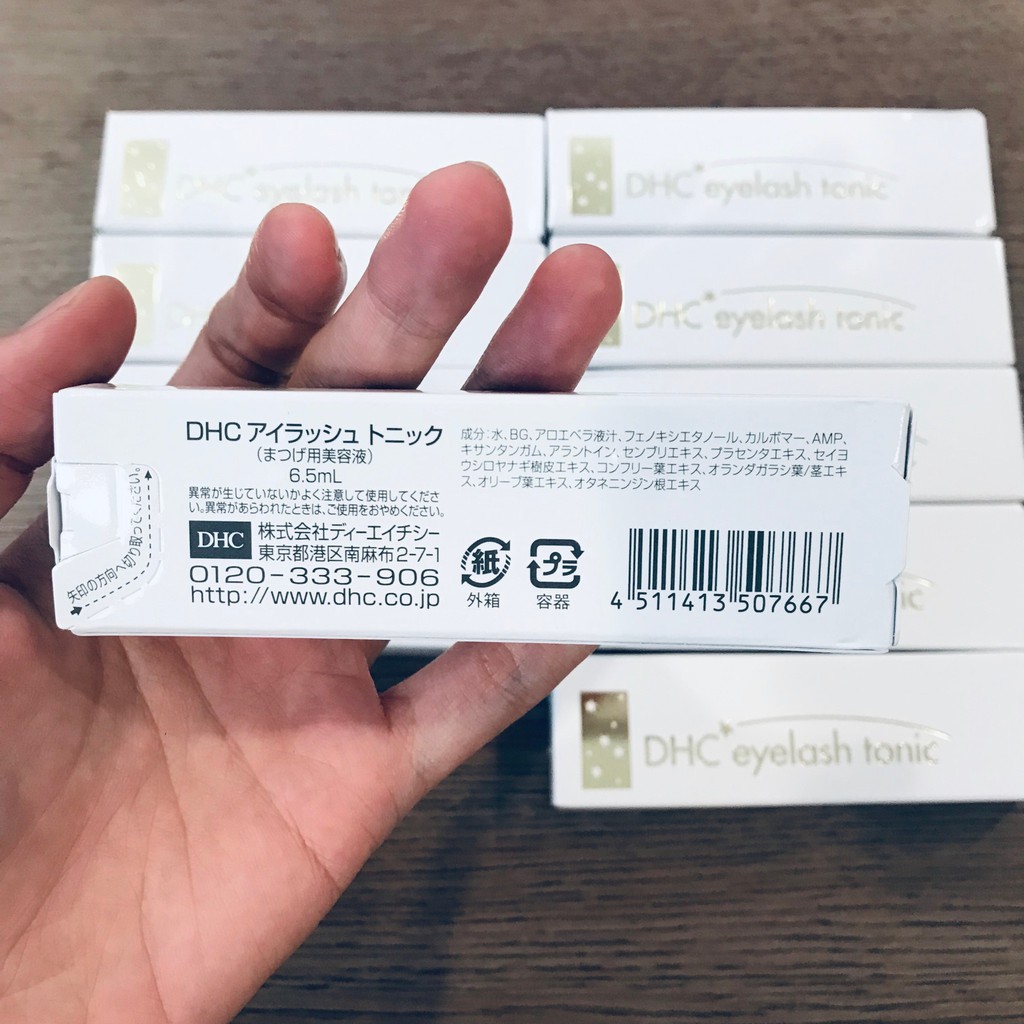 DHC eyelash to
DHC eyelash tonic
DHC eyelash tonic
DHC アイラッシュ トニック
(まつげ用美容液)
6.5mL
異常が生じていないかよく注意して使用してくださ
い。異常があらわれたときは、ご使用をおやめください。
DHC
株式会社ディーエイチシー
東京都港区南麻布2-7-1
0120-333-906
http://www.dhc.co.jp
成分:水、BG、アロエベラ液汁、フェノキシエタノール、カルボマー、AMP、
キサンタンガム、アラントイン、センブリエキス、プラセンタエキス、セイヨ
ウシロヤナギ樹皮エキス、コンフリー葉エキス、オランダガラシ葉/茎エキ
ス、オリーブ葉エキス、オタネニンジン根エキス
紙
外箱
プラ
容器
4 511413 507667
矢印の方向へ切り取ってください。
ic
DHC eyelash tonic